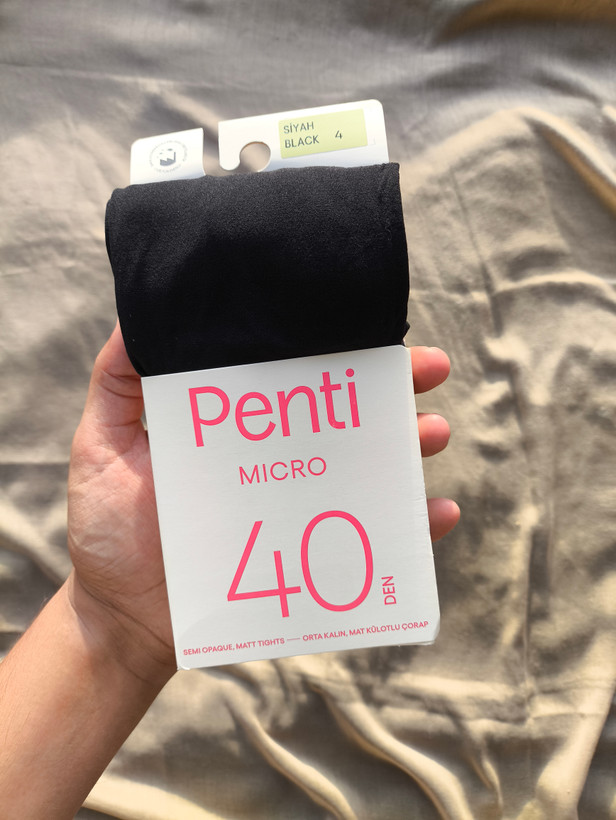 SİYAH
BLACK 4
Penti
MICRO
40
DEN
SEMI OPAQUE, MATT TIGHTS — ORTA KALIN, MAT KÜLOTLU ÇORAP